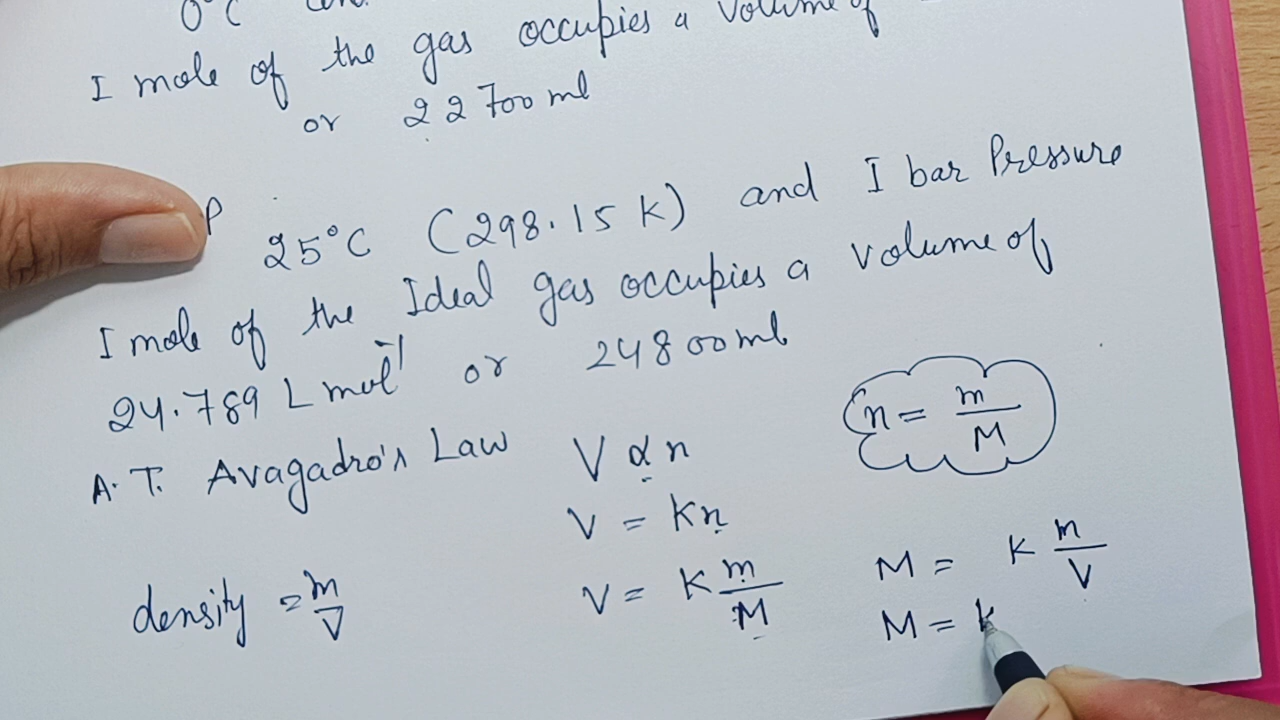 0°C
1 mole of the gas occupies a volume of
or 22700 ml
P 25°C (298.15 K) and 1 bar Pressure
1 mole of the Ideal gas occupies a volume of
24.789 L mol⁻¹ or 24800 ml
A.T. Avagadro's Law V ∝ n
n = m/M
V = Kn
V = K m/M
M = K m/V
density = m/V
M = K